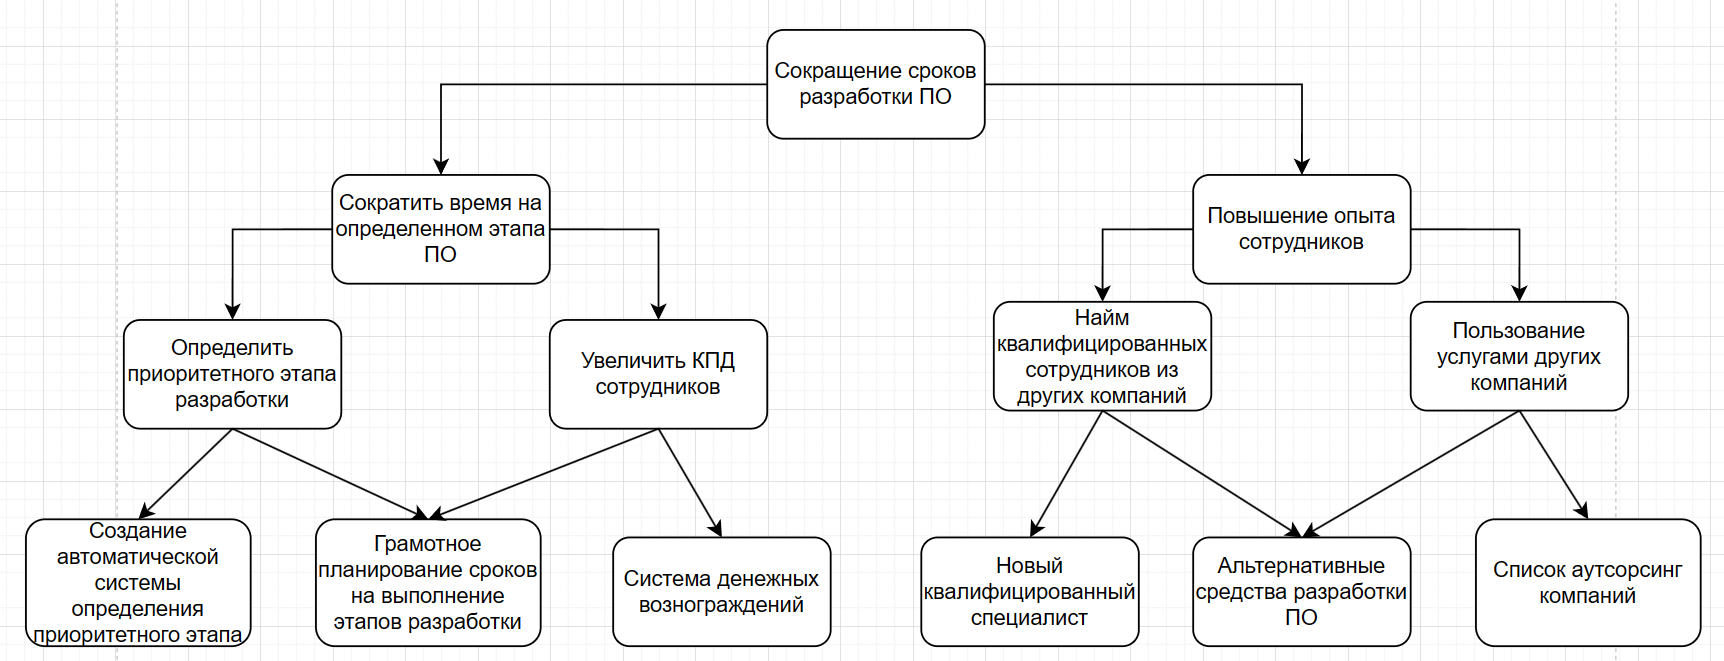 Сокращение сроков
разработки ПО
Сократить время на
определенном этапа
ПО
Повышение опыта
сотрудников
Определить
приоритетного этапа
разработки
Увеличить КПД
сотрудников
Найм
квалифицированных
сотрудников из
других компаний
Пользование
услугами других
компаний
Создание
автоматической
системы
определения
приоритетного этапа
Грамотное
планирование сроков
на выполнение
этапов разработки
Система денежных
вознограждений
Новый
квалифицированный
специалист
Альтернативные
средства разработки
ПО
Список аутсорсинг
компаний